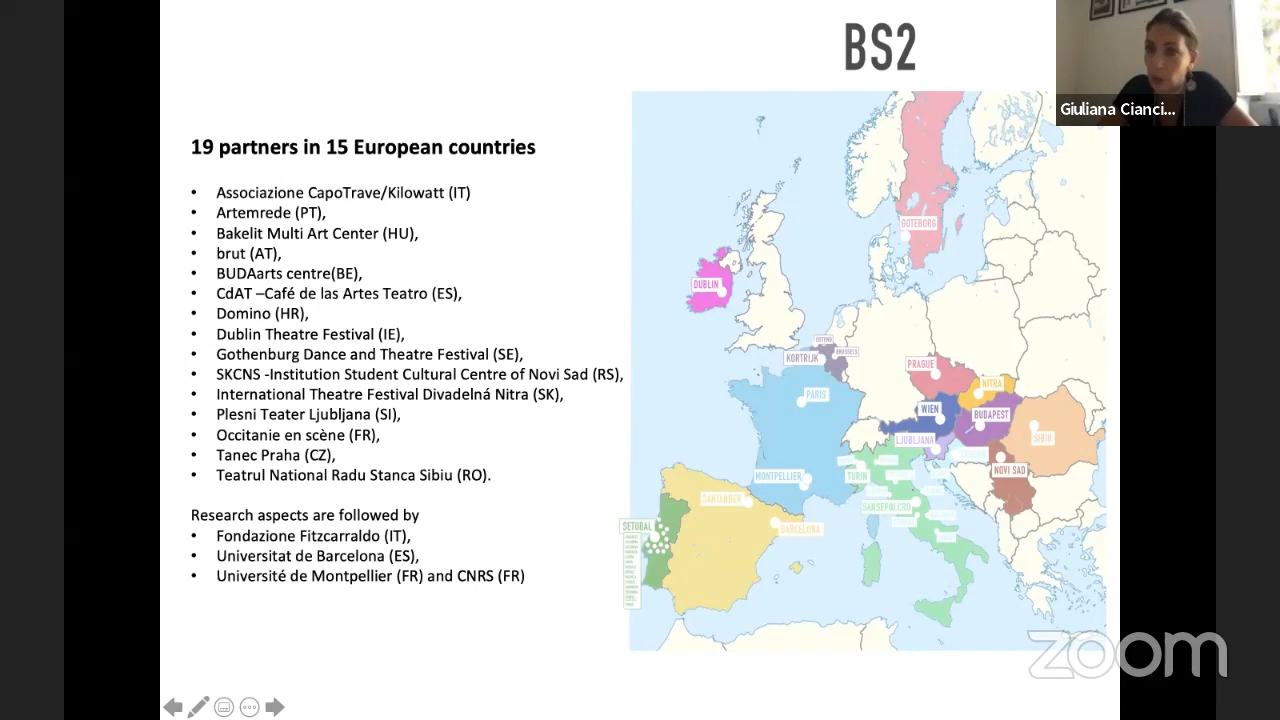 BS2
Giuliana Cianci...
19 partners in 15 European countries
• Associazione CapoTrave/Kilowatt (IT)
• Artemrede (PT),
• Bakelit Multi Art Center (HU),
• brut (AT),
• BUDAarts centre(BE),
• CdAT –Café de las Artes Teatro (ES),
• Domino (HR),
• Dublin Theatre Festival (IE),
• Gothenburg Dance and Theatre Festival (SE),
• SKCNS -Institution Student Cultural Centre of Novi Sad (RS),
• International Theatre Festival Divadelná Nitra (SK),
• Plesni Teater Ljubljana (SI),
• Occitanie en scène (FR),
• Tanec Praha (CZ),
• Teatrul National Radu Stanca Sibiu (RO).
Research aspects are followed by
• Fondazione Fitzcarraldo (IT),
• Universitat de Barcelona (ES),
• Université de Montpellier (FR) and CNRS (FR)
GOTEBORG
DUBLIN
KORTRIJK
BRUSSELS
PRAGUE
NITRA
PARIS
WIEN
BUDAPEST
LJUBLJANA
SIBIU
NOVI SAD
TURIN
MONTPELLIER
SANTANDER
SANSEPOLCRO
BARCELONA
SETUBAL
zoom